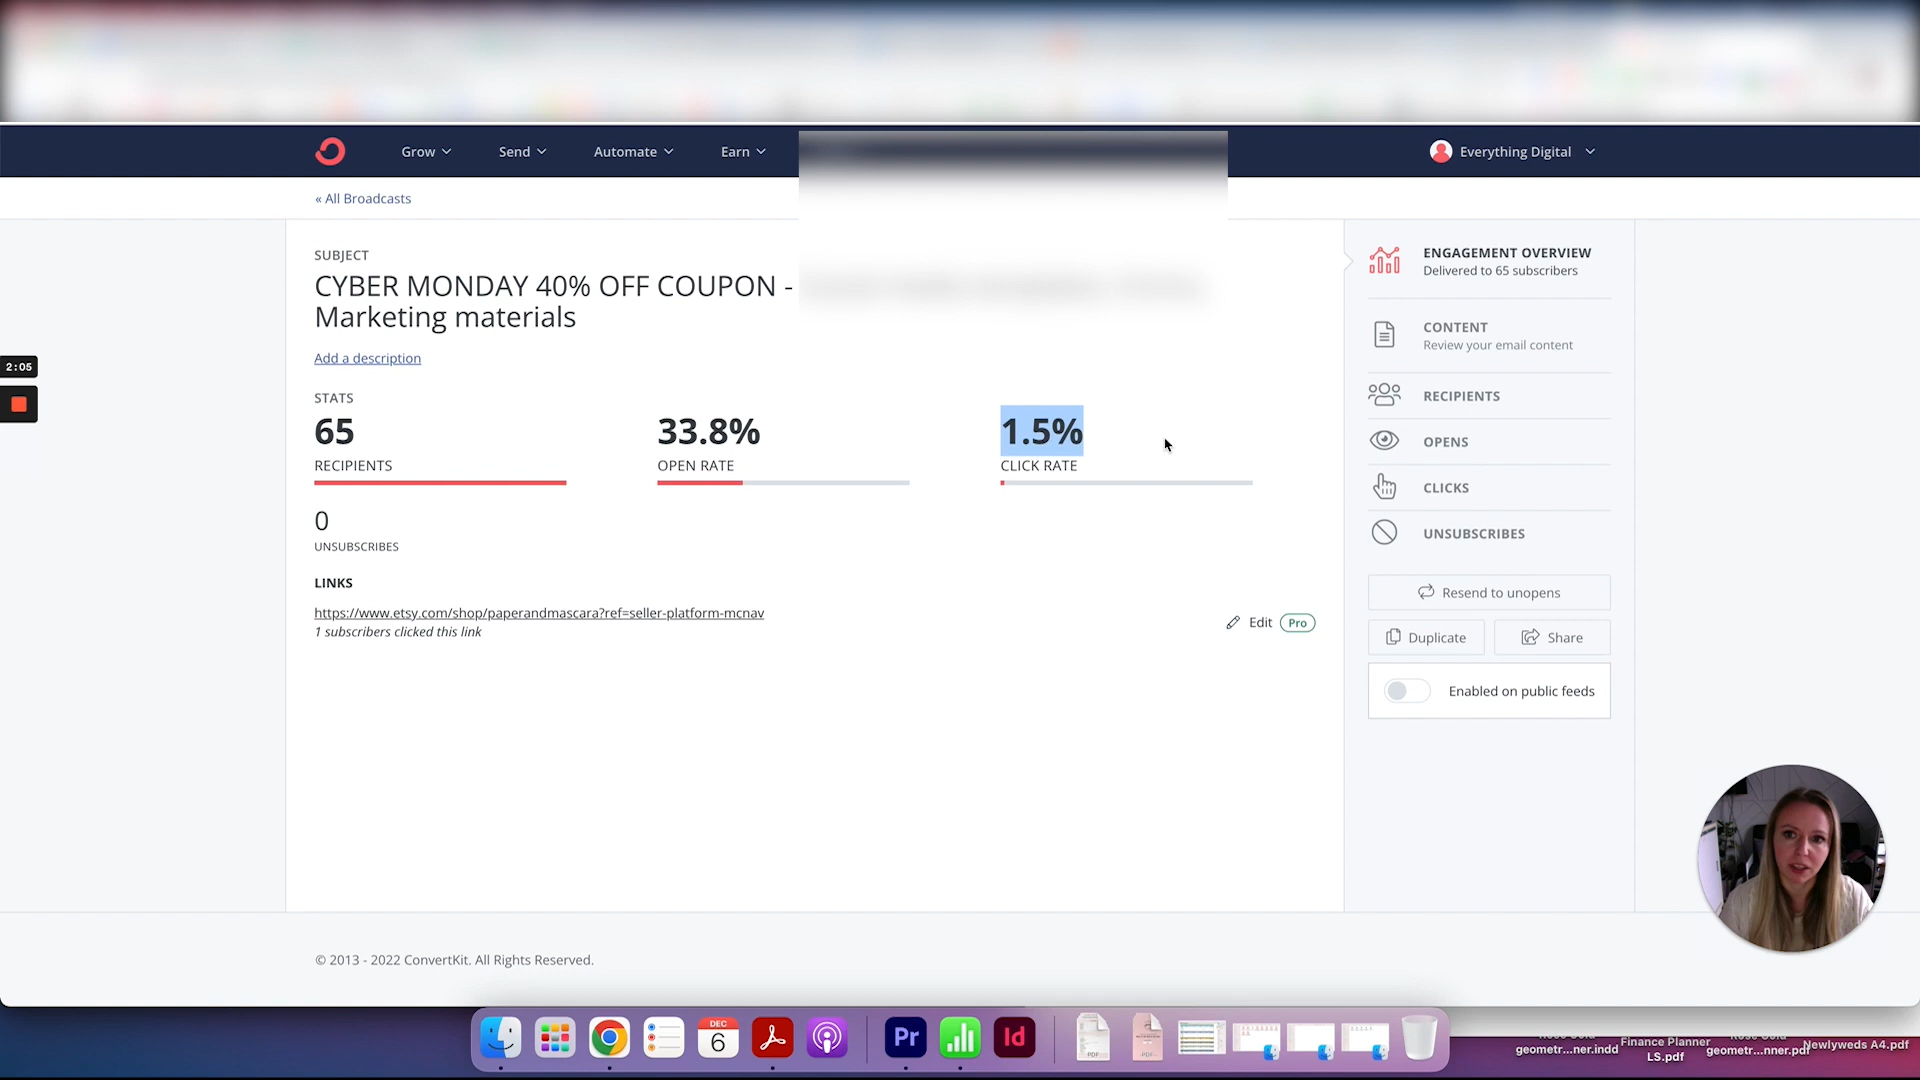 Grow
Send
Automate
Earn
Everything Digital
« All Broadcasts
SUBJECT
CYBER MONDAY 40% OFF COUPON -
Marketing materials
Add a description
STATS
65
RECIPIENTS
33.8%
OPEN RATE
1.5%
CLICK RATE
0
UNSUBSCRIBES
LINKS
https://www.etsy.com/shop/paperandmascara?ref=seller-platform-mcnav
1 subscribers clicked this link
Edit Pro
ENGAGEMENT OVERVIEW
Delivered to 65 subscribers
CONTENT
Review your email content
RECIPIENTS
OPENS
CLICKS
UNSUBSCRIBES
Resend to unopens
Duplicate
Share
Enabled on public feeds
2:05
© 2013 - 2022 ConvertKit. All Rights Reserved.
DEC
6
Pr
Id
PDF
PDF
geometr...ner.indd
Finance Planner
LS.pdf
geometr...nner.pdf
Newlyweds A4.pdf